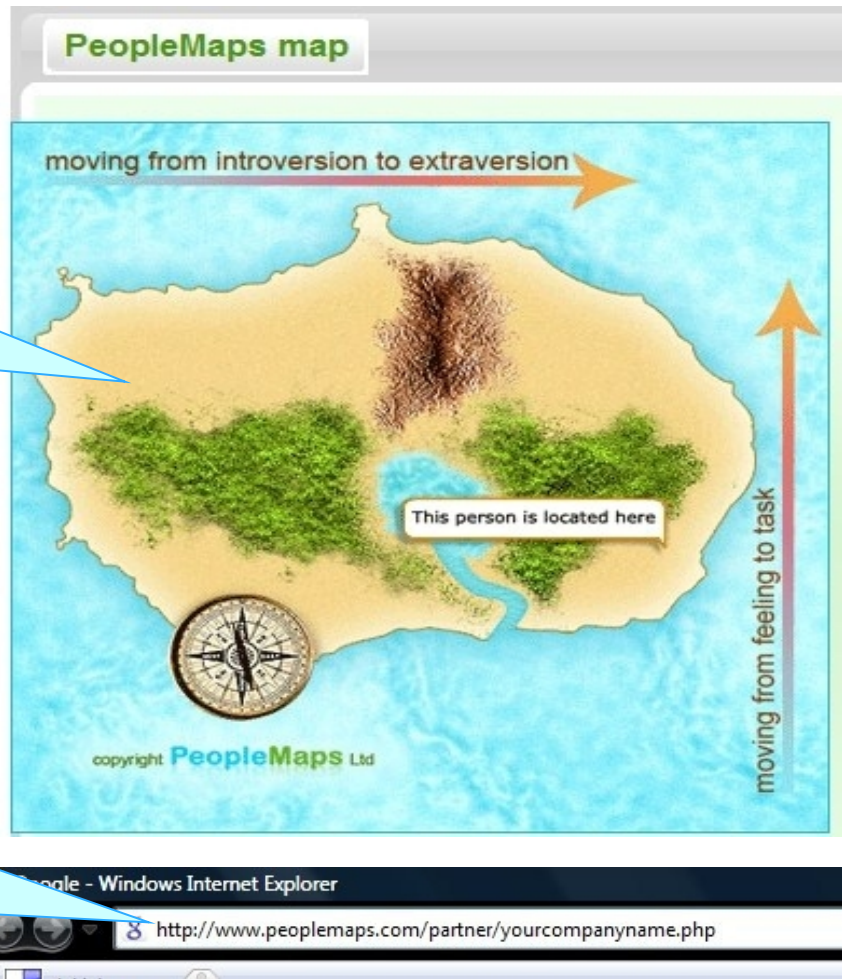 PeopleMaps map
moving from introversion to extraversion
This person is located here
moving from feeling to task
copyright PeopleMaps Ltd
- Windows Internet Explorer
http://www.peoplemaps.com/partner/yourcompanyname.php